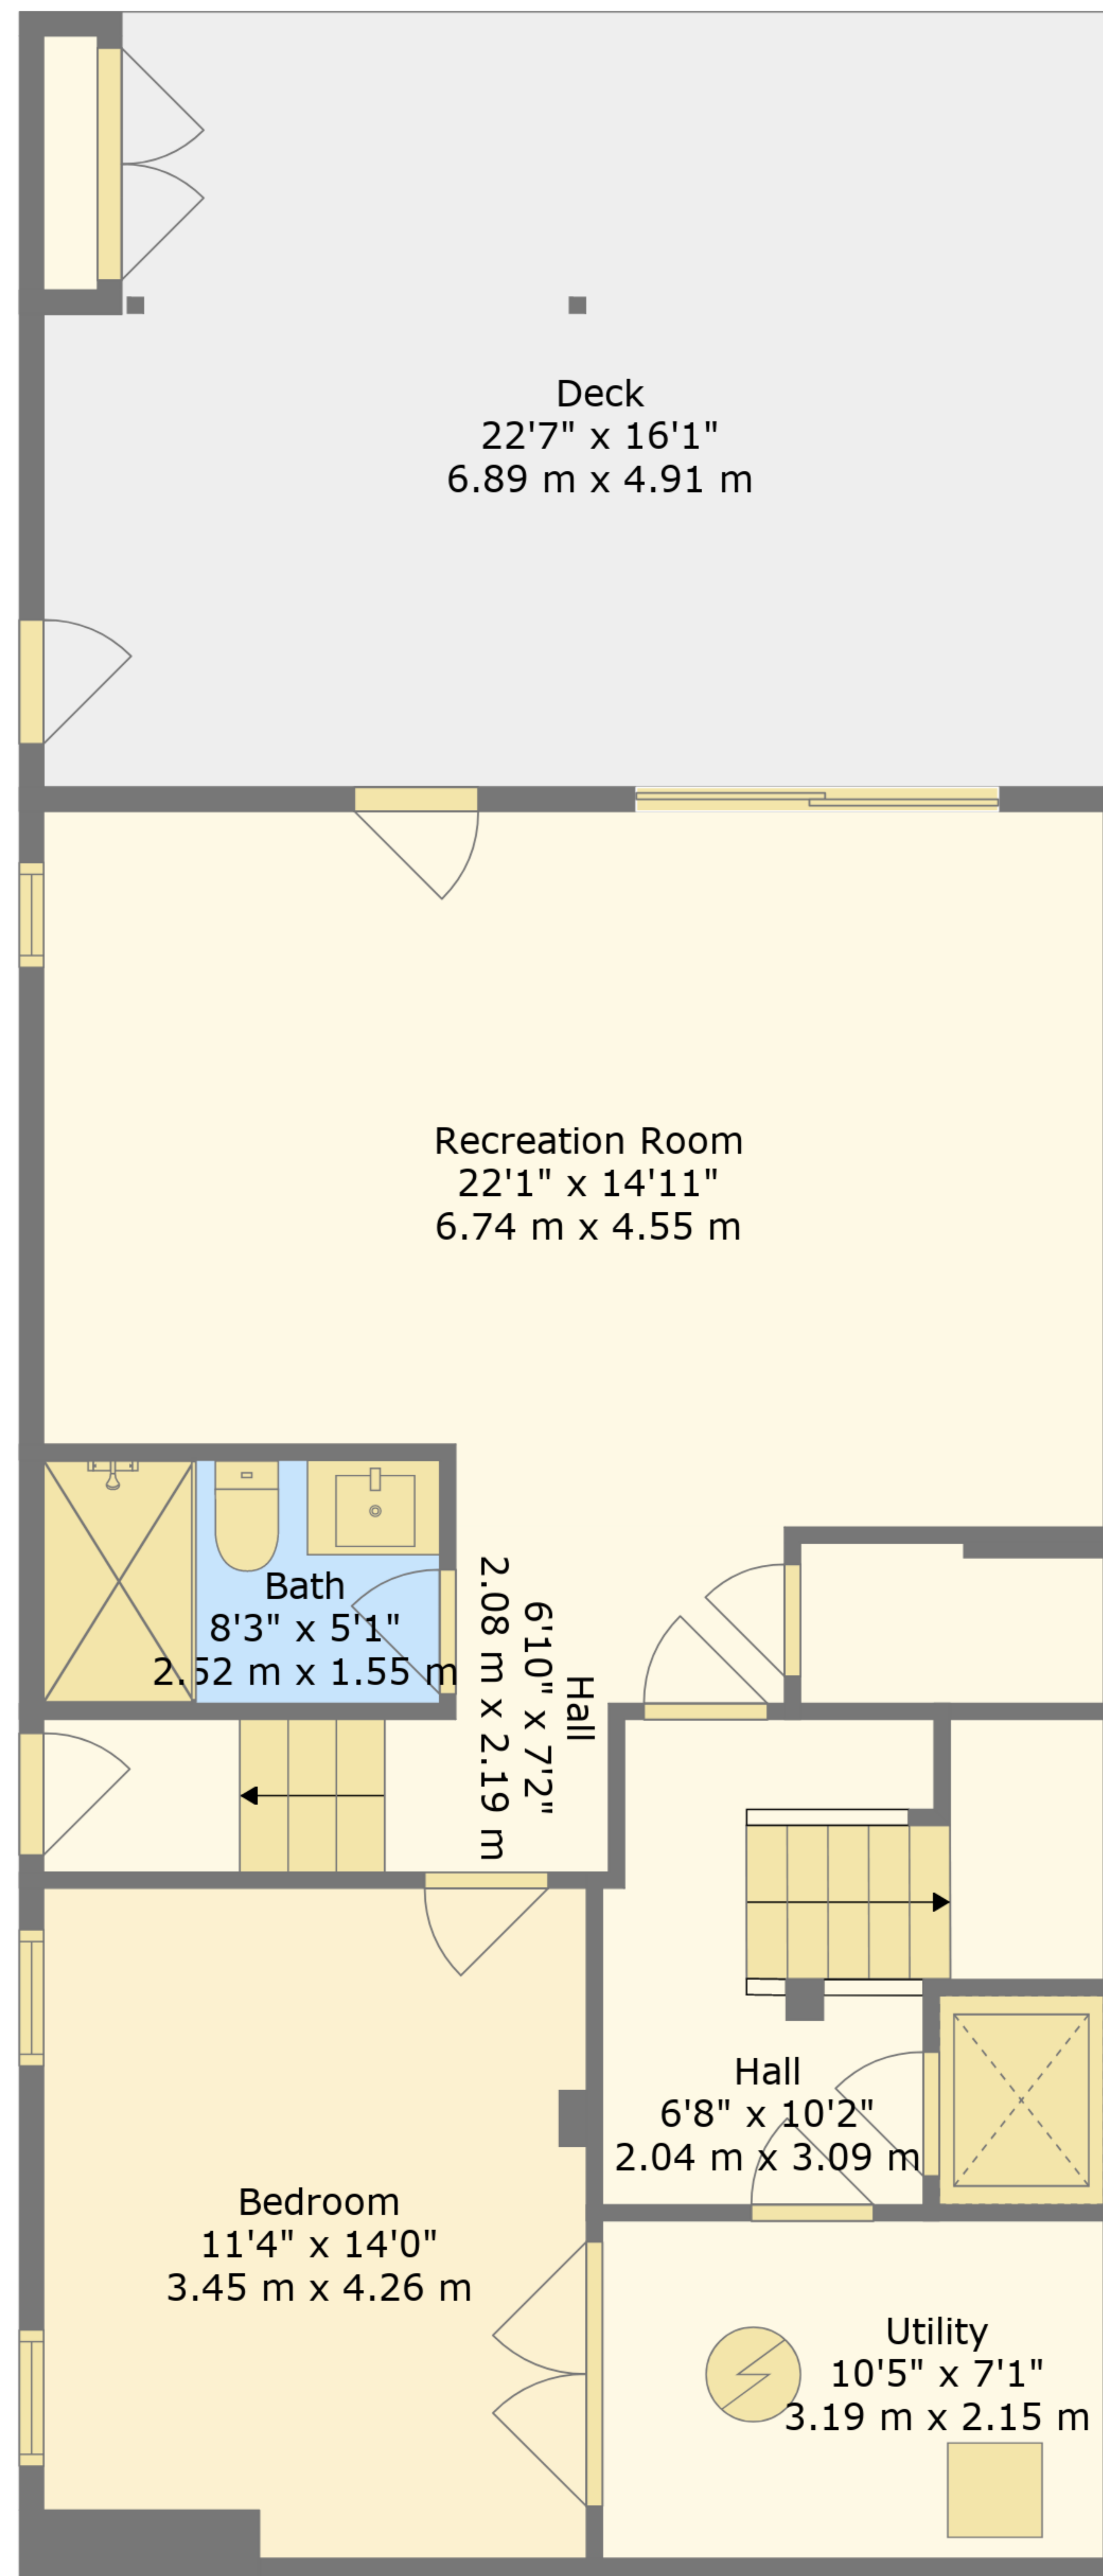 Deck
22'7" x 16'1"
6.89 m x 4.91 m
Recreation Room
22'1" x 14'11"
6.74 m x 4.55 m
Bath
8'3" x 5'1"
2.52 m x 1.55 m
Hall
6'10" x 7'2"
2.08 m x 2.19 m
Hall
6'8" x 10'2"
2.04 m x 3.09 m
Bedroom
11'4" x 14'0"
3.45 m x 4.26 m
Utility
10'5" x 7'1"
3.19 m x 2.15 m